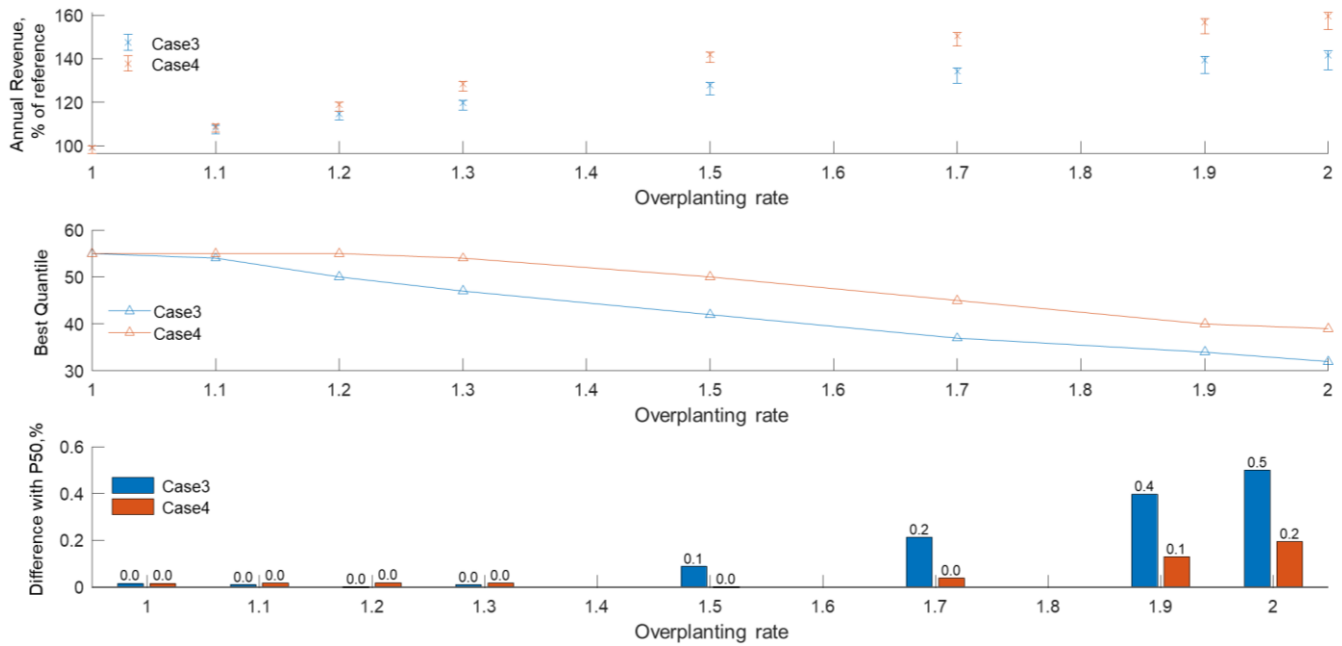 Annual Revenue,
% of reference
160
140
120
100
Case3
Case4
1 1.1 1.2 1.3 1.4 1.5 1.6 1.7 1.8 1.9 2
Overplanting rate
Best Quantile
60
50
40
30
Case3
Case4
1 1.1 1.2 1.3 1.4 1.5 1.6 1.7 1.8 1.9 2
Overplanting rate
Difference with P50,%
0.6
0.4
0.2
0
Case3
Case4
0.0 0.0 0.0 0.0 0.0 0.0 0.0 0.0 0.1 0.0 0.2 0.0 0.4 0.1 0.5 0.2
1 1.1 1.2 1.3 1.4 1.5 1.6 1.7 1.8 1.9 2
Overplanting rate